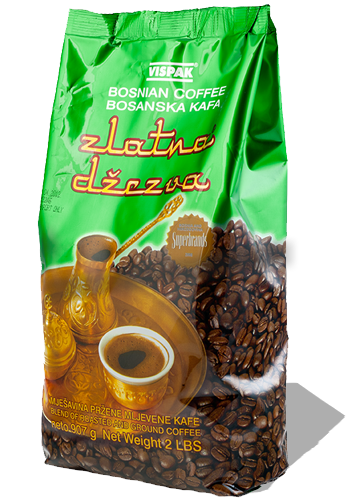 VISPAK
BOSNIAN COFFEE
BOSANSKA KAFA
zlatna
džezva
Superbrands
MJEŠAVINA PRŽENE MLJEVENE KAFE
BLEND OF ROASTED AND GROUND COFFEE
neto 907 g Net Weight 2 LBS